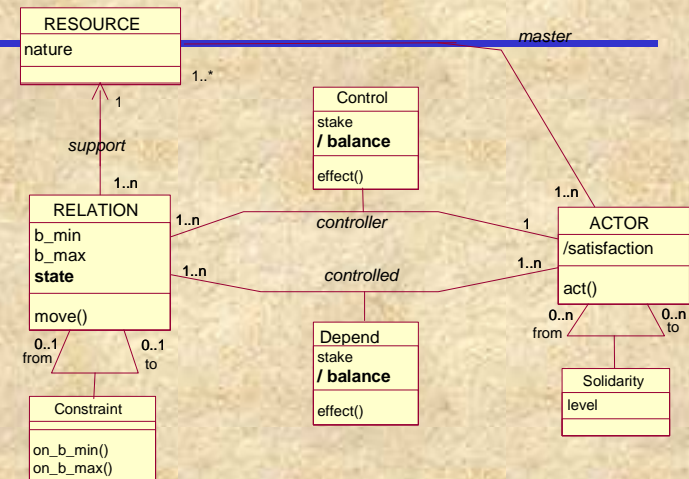 RESOURCE
nature
master
1..*
1
support
1..n
Control
stake
/ balance
effect()
1..n
RELATION
b_min
b_max
state
move()
1..n
controller
1
ACTOR
/satisfaction
act()
1..n
controlled
1..n
0..1
from
0..1
to
Depend
stake
/ balance
effect()
0..n
from
0..n
to
Constraint
on_b_min()
on_b_max()
Solidarity
level